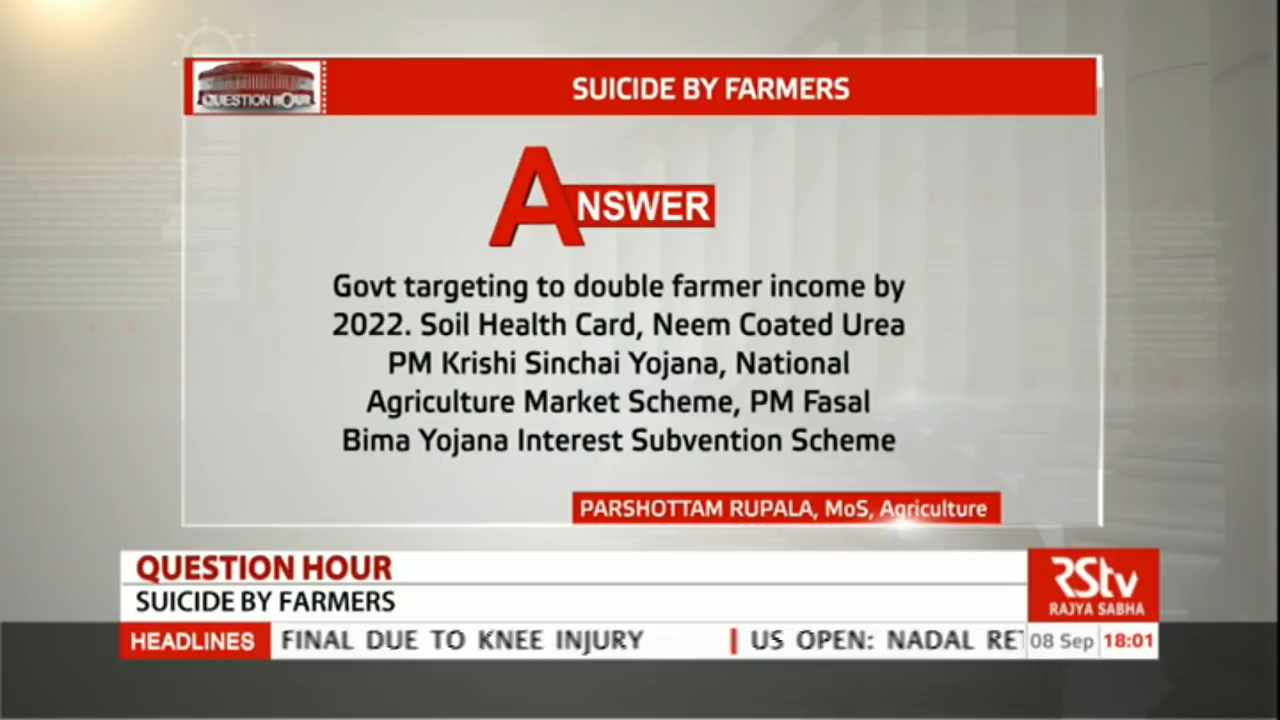 QUESTION HOUR
SUICIDE BY FARMERS
ANSWER
Govt targeting to double farmer income by
2022. Soil Health Card, Neem Coated Urea
PM Krishi Sinchai Yojana, National
Agriculture Market Scheme, PM Fasal
Bima Yojana Interest Subvention Scheme
PARSHOTTAM RUPALA, MoS, Agriculture
QUESTION HOUR
SUICIDE BY FARMERS
RStv
RAJYA SABHA
HEADLINES FINAL DUE TO KNEE INJURY | US OPEN: NADAL RET 08 Sep 18:01